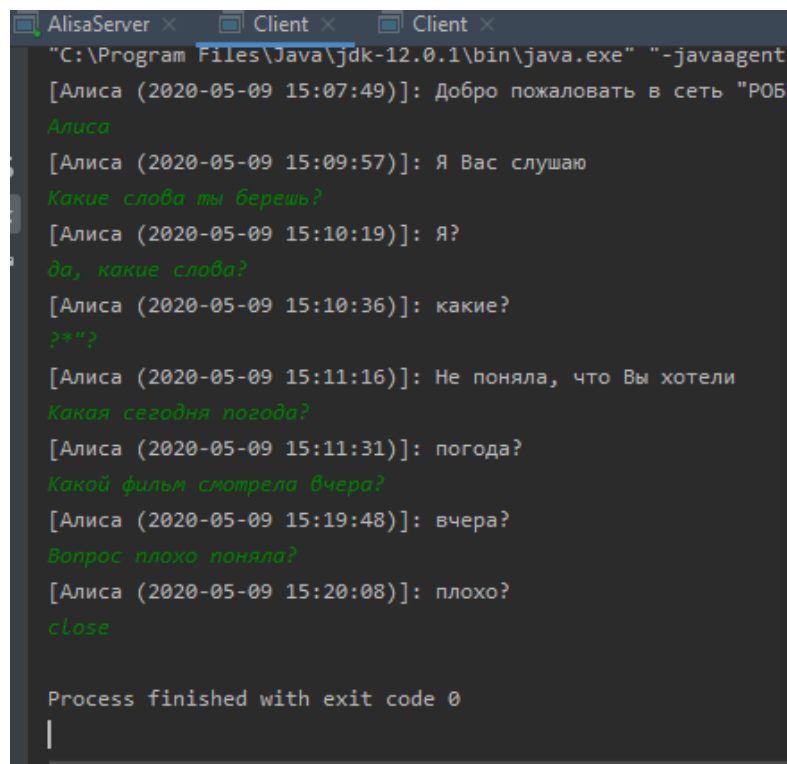 AlisaServer × Client × Client ×
"C:\Program Files\Java\jdk-12.0.1\bin\java.exe" "-javaagent
[Алиса (2020-05-09 15:07:49)]: Добро пожаловать в сеть "РОБ
Алиса
[Алиса (2020-05-09 15:09:57)]: Я Вас слушаю
Какие слова ты берешь?
[Алиса (2020-05-09 15:10:19)]: Я?
да, какие слова?
[Алиса (2020-05-09 15:10:36)]: какие?
?*"?
[Алиса (2020-05-09 15:11:16)]: Не поняла, что Вы хотели
Какая сегодня погода?
[Алиса (2020-05-09 15:11:31)]: погода?
Какой фильм смотрела вчера?
[Алиса (2020-05-09 15:19:48)]: вчера?
Вопрос плохо поняла?
[Алиса (2020-05-09 15:20:08)]: плохо?
close
Process finished with exit code 0